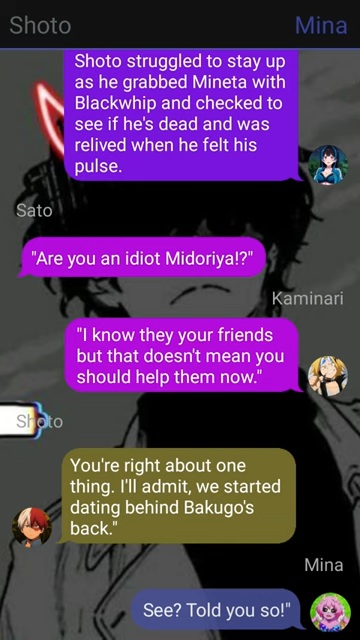 Shoto
Mina
Shoto struggled to stay up
as he grabbed Mineta with
Blackwhip and checked to
see if he's dead and was
relived when he felt his
pulse.
Sato
"Are you an idiot Midoriya!?"
Kaminari
"I know they your friends
but that doesn't mean you
should help them now."
Shoto
You're right about one
thing. I'll admit, we started
dating behind Bakugo's
back."
Mina
See? Told you so!"